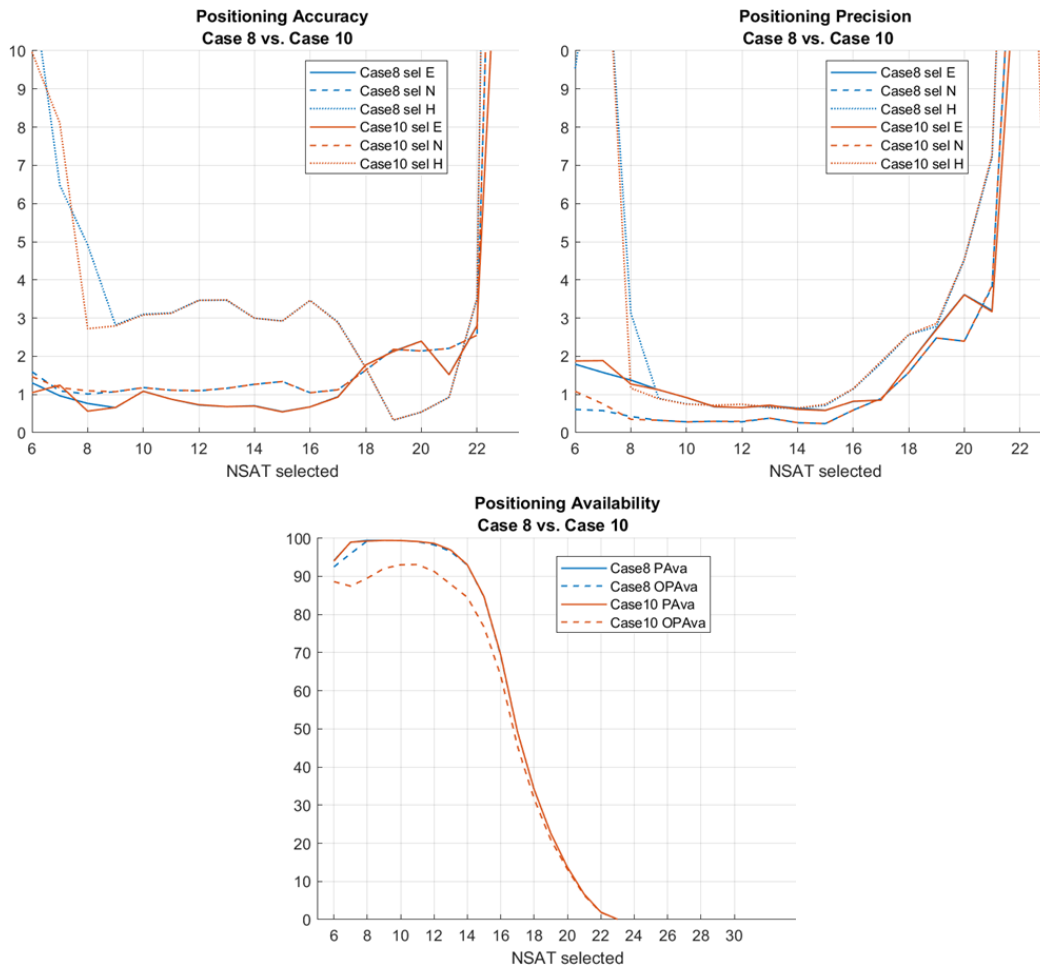 Positioning Accuracy
Case 8 vs. Case 10
10
9
8
7
6
5
4
3
2
1
0
Case8 sel E
Case8 sel N
Case8 sel H
Case10 sel E
Case10 sel N
Case10 sel H
6 8 10 12 14 16 18 20 22
NSAT selected
Positioning Precision
Case 8 vs. Case 10
0
9
8
7
6
5
4
3
2
1
0
Case8 sel E
Case8 sel N
Case8 sel H
Case10 sel E
Case10 sel N
Case10 sel H
6 8 10 12 14 16 18 20 22
NSAT selected
Positioning Availability
Case 8 vs. Case 10
100
90
80
70
60
50
40
30
20
10
0
Case8 PAva
Case8 OPAva
Case10 PAva
Case10 OPAva
6 8 10 12 14 16 18 20 22 24 26 28 30
NSAT selected